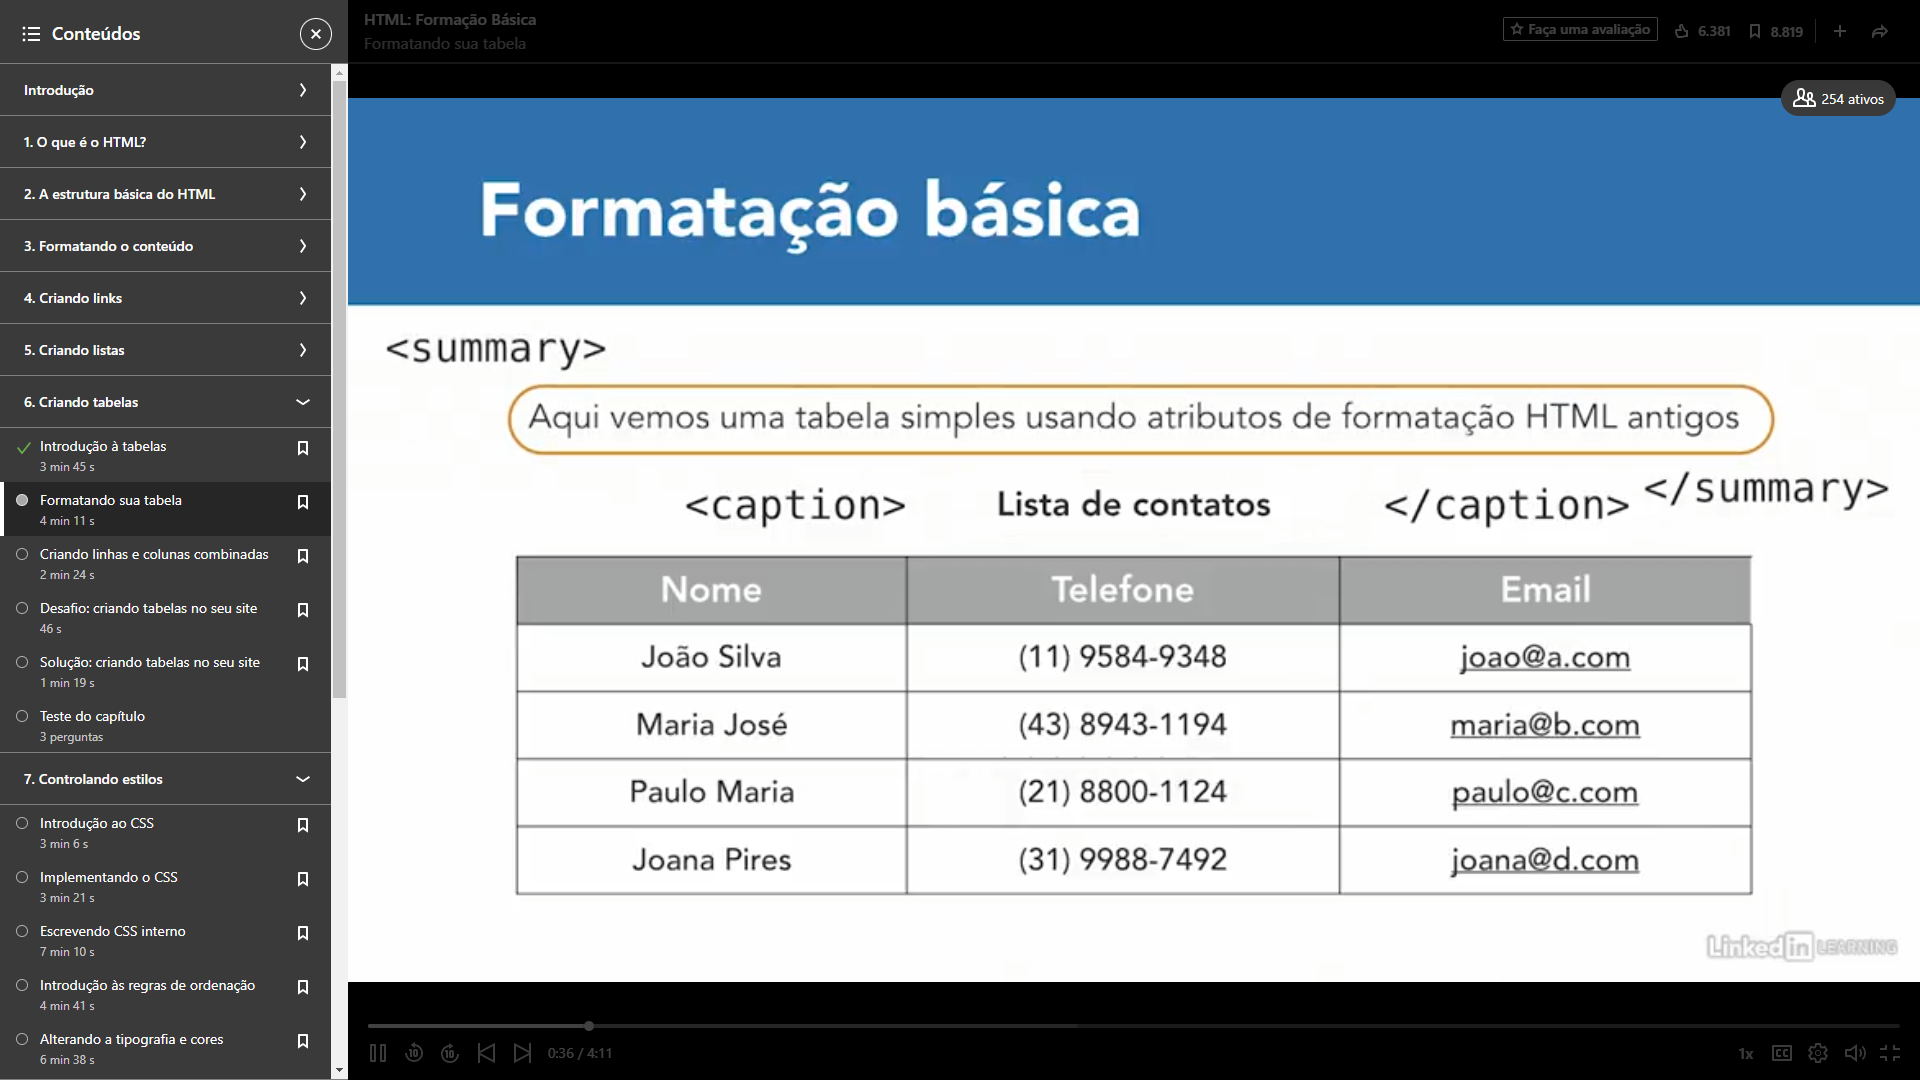 Conteúdos
Introdução
1. O que é o HTML?
2. A estrutura básica do HTML
3. Formatando o conteúdo
4. Criando links
5. Criando listas
6. Criando tabelas
Introdução à tabelas
3 min 45 s
Formatando sua tabela
4 min 11 s
Criando linhas e colunas combinadas
2 min 24 s
Desafio: criando tabelas no seu site
46 s
Solução: criando tabelas no seu site
1 min 19 s
Teste do capítulo
3 perguntas
7. Controlando estilos
Introdução ao CSS
3 min 6 s
Implementando o CSS
3 min 21 s
Escrevendo CSS interno
7 min 10 s
Introdução às regras de ordenação
4 min 41 s
Alterando a tipografia e cores
6 min 38 s
HTML: Formação Básica
Formatando sua tabela
Faça uma avaliação 6.381 8.819
254 ativos
Formatação básica
<summary>
Aqui vemos uma tabela simples usando atributos de formatação HTML antigos
<caption> Lista de contatos </caption> </summary>
Nome Telefone Email
João Silva (11) 9584-9348 joao@a.com
Maria José (43) 8943-1194 maria@b.com
Paulo Maria (21) 8800-1124 paulo@c.com
Joana Pires (31) 9988-7492 joana@d.com
Linked in LEARNING
10 10 0:36 / 4:11 1x CC